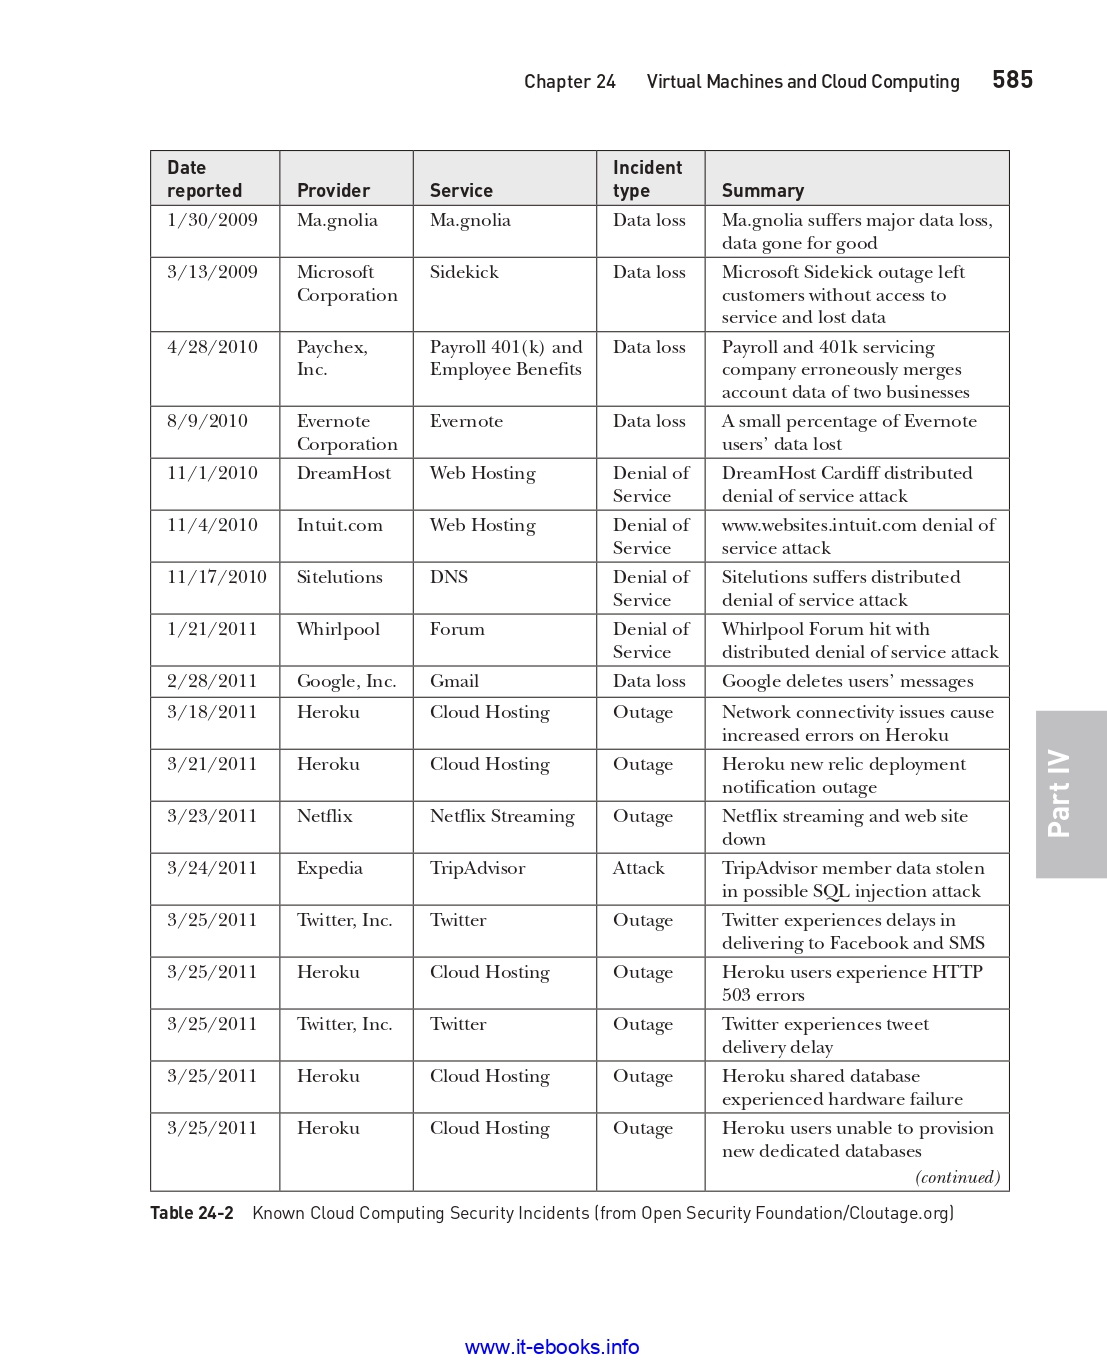 Chapter 24 Virtual Machines and Cloud Computing 585
Date reported Provider Service Incident type Summary
1/30/2009 Ma.gnolia Ma.gnolia Data loss Ma.gnolia suffers major data loss,
data gone for good
3/13/2009 Microsoft Sidekick Data loss Microsoft Sidekick outage left
Corporation customers without access to
service and lost data
4/28/2010 Paychex, Payroll 401(k) and Data loss Payroll and 401k servicing
Inc. Employee Benefits company erroneously merges
account data of two businesses
8/9/2010 Evernote Evernote Data loss A small percentage of Evernote
Corporation users’ data lost
11/1/2010 DreamHost Web Hosting Denial of DreamHost Cardiff distributed
Service denial of service attack
11/4/2010 Intuit.com Web Hosting Denial of www.websites.intuit.com denial of
Service service attack
11/17/2010 Sitelutions DNS Denial of Sitelutions suffers distributed
Service denial of service attack
1/21/2011 Whirlpool Forum Denial of Whirlpool Forum hit with
Service distributed denial of service attack
2/28/2011 Google, Inc. Gmail Data loss Google deletes users’ messages
3/18/2011 Heroku Cloud Hosting Outage Network connectivity issues cause
increased errors on Heroku
3/21/2011 Heroku Cloud Hosting Outage Heroku new relic deployment
notification outage
3/23/2011 Netflix Netflix Streaming Outage Netflix streaming and web site
down
3/24/2011 Expedia TripAdvisor Attack TripAdvisor member data stolen
in possible SQL injection attack
3/25/2011 Twitter, Inc. Twitter Outage Twitter experiences delays in
delivering to Facebook and SMS
3/25/2011 Heroku Cloud Hosting Outage Heroku users experience HTTP
503 errors
3/25/2011 Twitter, Inc. Twitter Outage Twitter experiences tweet
delivery delay
3/25/2011 Heroku Cloud Hosting Outage Heroku shared database
experienced hardware failure
3/25/2011 Heroku Cloud Hosting Outage Heroku users unable to provision
new dedicated databases
(continued)
Table 24-2 Known Cloud Computing Security Incidents (from Open Security Foundation/Cloutage.org)
Part IV
www.it-ebooks.info